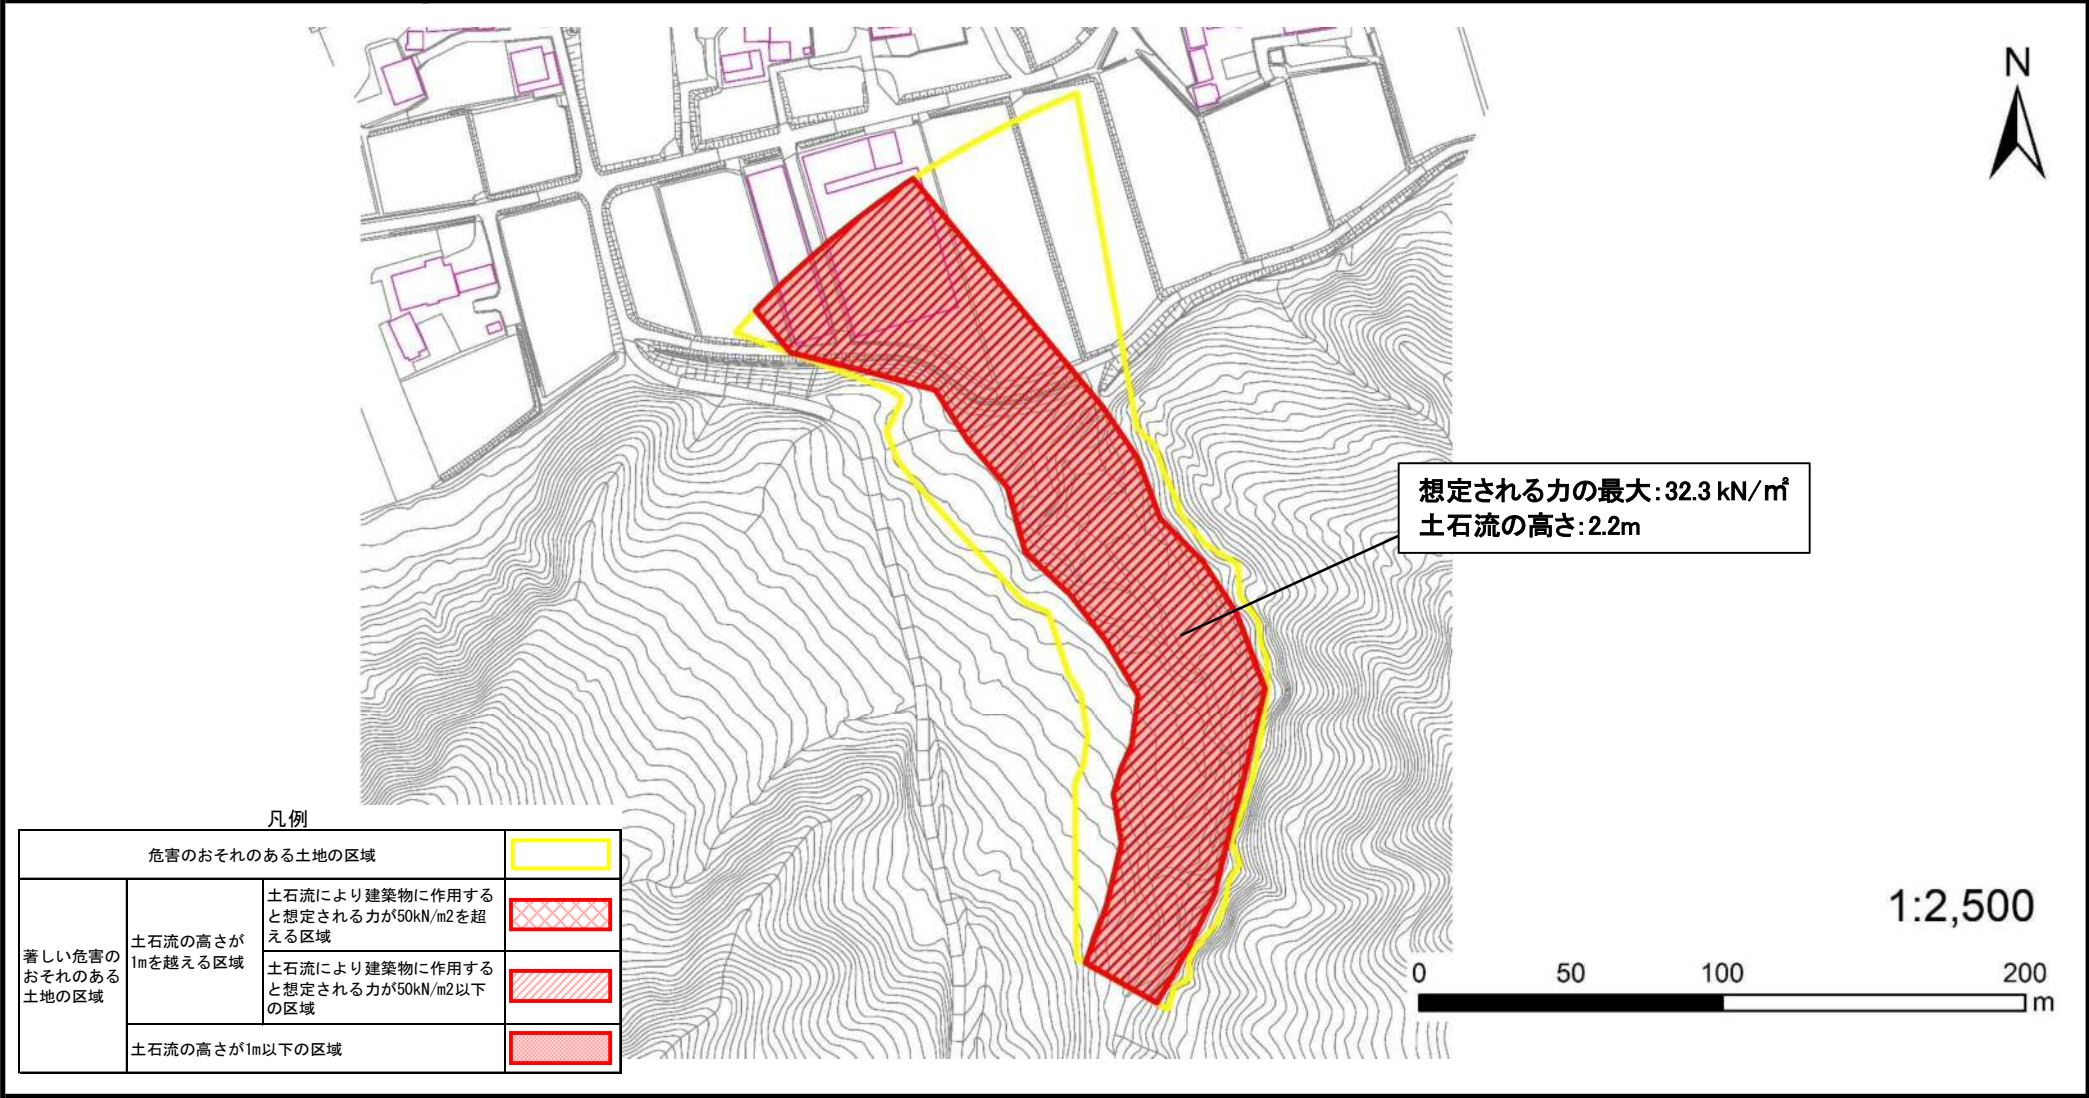 N
想定される力の最大:32.3 kN/㎡
土石流の高さ:2.2m
凡例
危害のおそれのある土地の区域
著しい危害の
おそれのある
土地の区域
土石流の高さが
1mを越える区域
土石流により建築物に作用する
と想定される力が50kN/m2を超
える区域
土石流により建築物に作用する
と想定される力が50kN/m2以下
の区域
土石流の高さが1m以下の区域
1:2,500
0 50 100 200
m